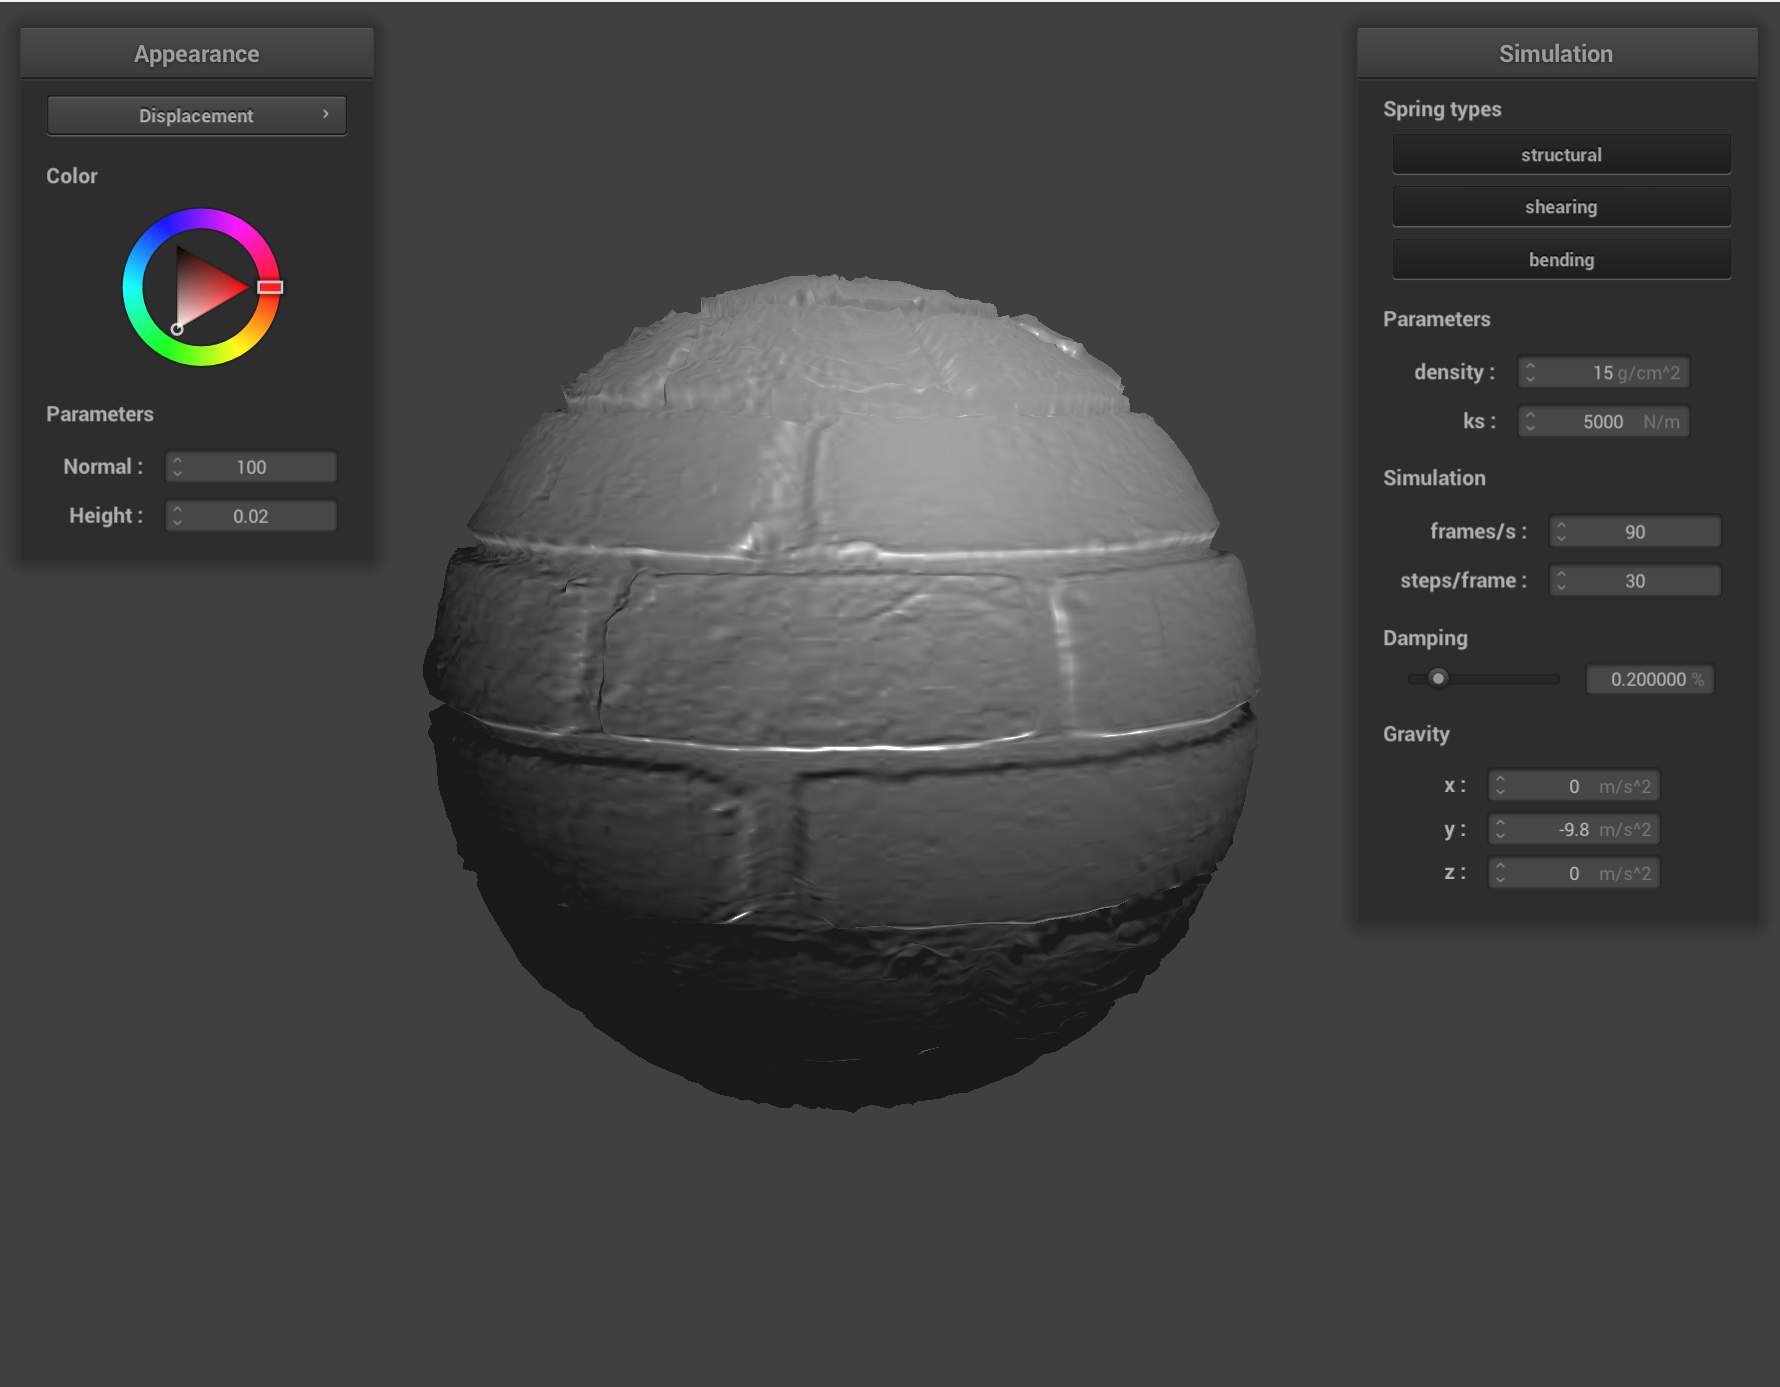 Appearance
Displacement
Color
Parameters
Normal : 100
Height : 0.02
Simulation
Spring types
structural
shearing
bending
Parameters
density : 15 g/cm^2
ks : 5000 N/m
Simulation
frames/s : 90
steps/frame : 30
Damping
0.200000 %
Gravity
x : 0 m/s^2
y : -9.8 m/s^2
z : 0 m/s^2